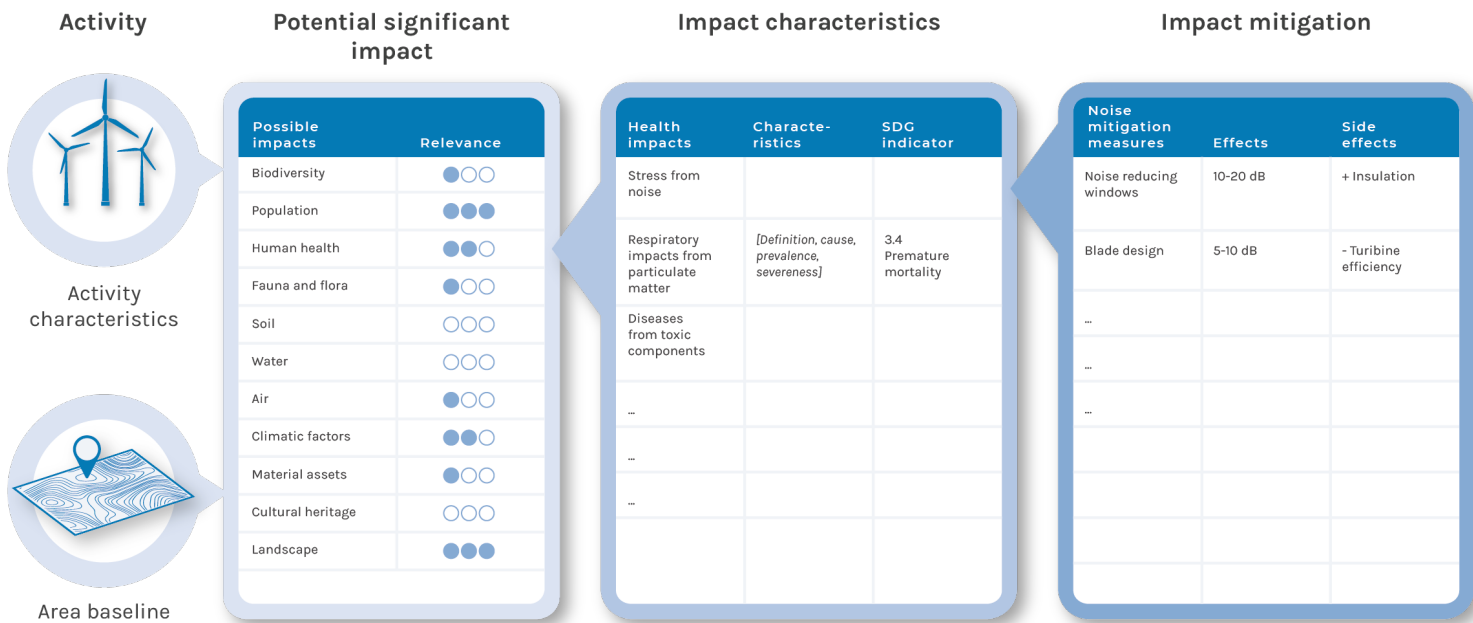 Activity
Potential significant
impact
Impact characteristics
Impact mitigation
Activity
characteristics
Area baseline
Possible
impacts
Relevance
Biodiversity
Population
Human health
Fauna and flora
Soil
Water
Air
Climatic factors
Material assets
Cultural heritage
Landscape
Health
impacts
Characte-
ristics
SDG
indicator
Stress from
noise
Respiratory
impacts from
particulate
matter
[Definition, cause,
prevalence,
severeness]
3.4
Premature
mortality
Diseases
from toxic
components
...
...
...
Noise
mitigation
measures
Effects
Side
effects
Noise reducing
windows
10-20 dB
+ Insulation
Blade design
5-10 dB
- Turibine
efficiency
...
...
...